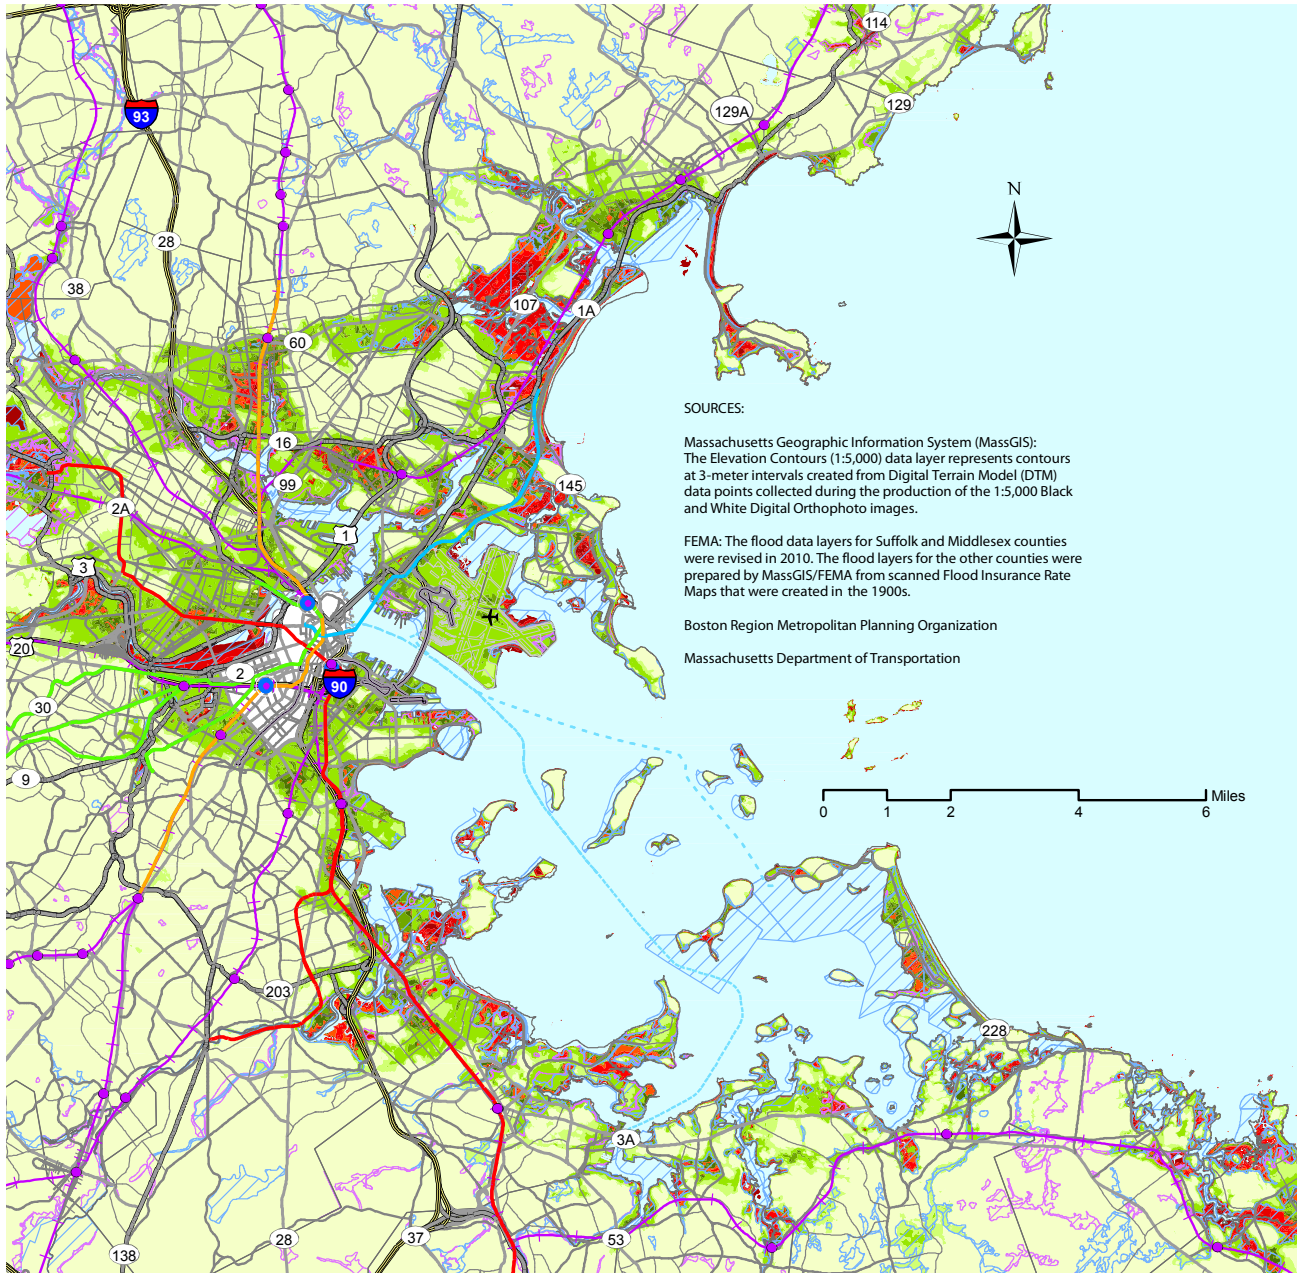 114
93
129A
129
N
28
38
107
1A
60
SOURCES:
Massachusetts Geographic Information System (MassGIS):
The Elevation Contours (1:5,000) data layer represents contours
at 3-meter intervals created from Digital Terrain Model (DTM)
data points collected during the production of the 1:5,000 Black
and White Digital Orthophoto images.
FEMA: The flood data layers for Suffolk and Middlesex counties
were revised in 2010. The flood layers for the other counties were
prepared by MassGIS/FEMA from scanned Flood Insurance Rate
Maps that were created in the 1900s.
Boston Region Metropolitan Planning Organization
Massachusetts Department of Transportation
16
99
145
2A
1
3
20
2
90
30
9
Miles
0 1 2 4 6
203
228
3A
138
28
37
53